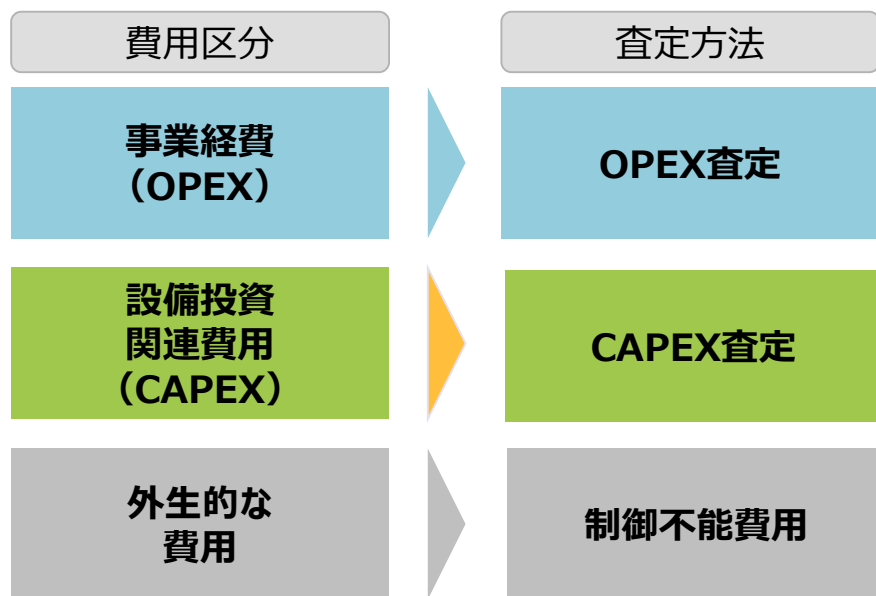 費用区分
査定方法
事業経費
（OPEX）
OPEX査定
設備投資
関連費用
（CAPEX）
CAPEX査定
外生的な
費用
制御不能費用